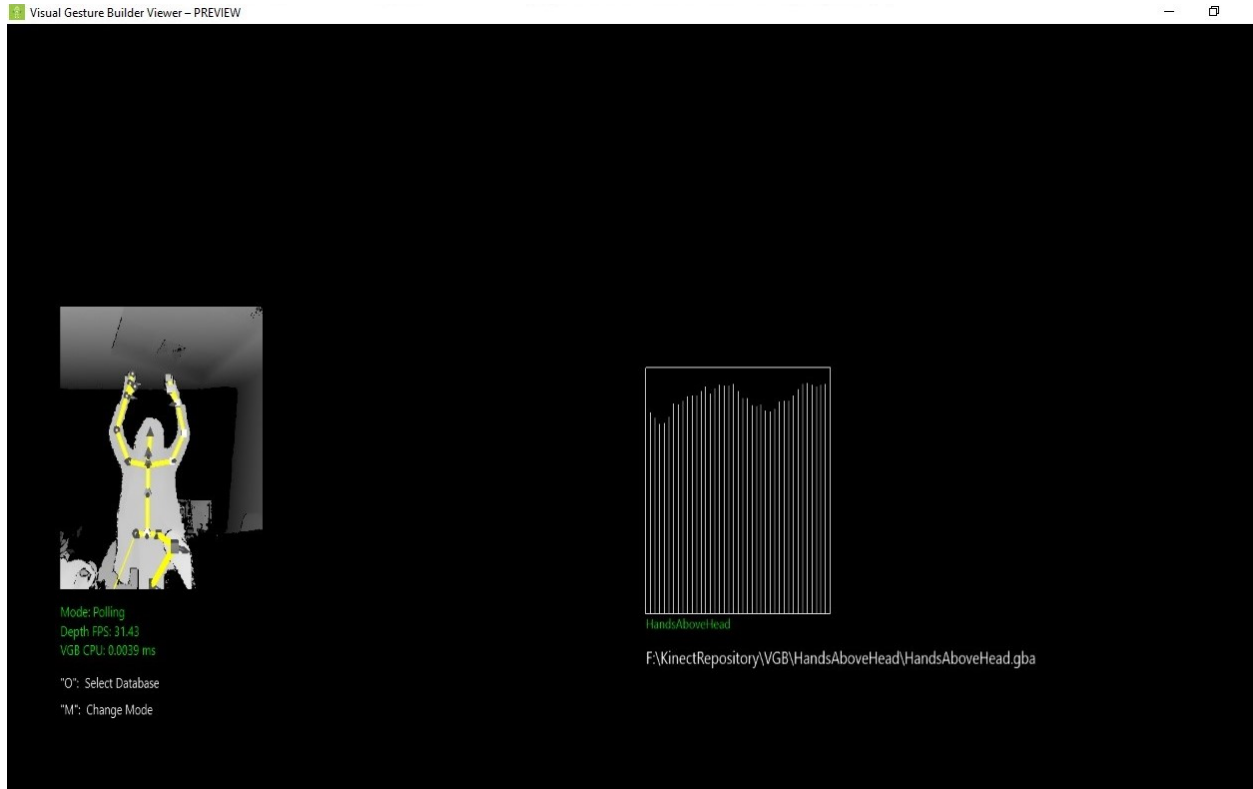 Visual Gesture Builder Viewer – PREVIEW
Mode: Polling
Depth FPS: 31.43
VGB CPU: 0.0039 ms
"O":  Select Database
"M":  Change Mode
HandsAboveHead
F:\KinectRepository\VGB\HandsAboveHead\HandsAboveHead.gba